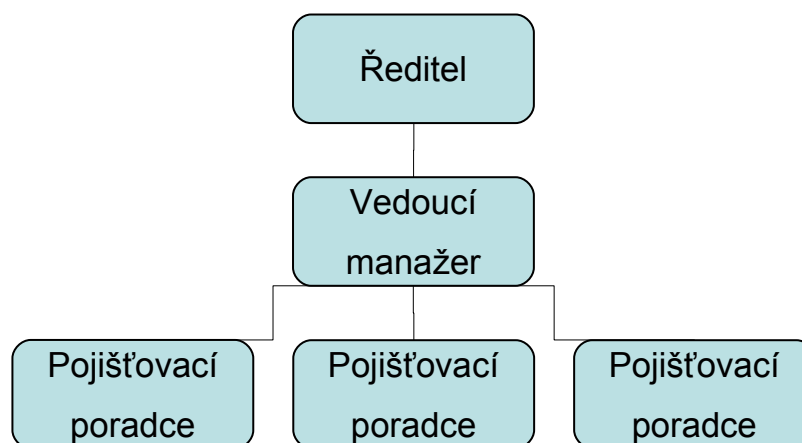 Ředitel
Vedoucí
manažer
Pojišťovací
poradce
Pojišťovací
poradce
Pojišťovací
poradce